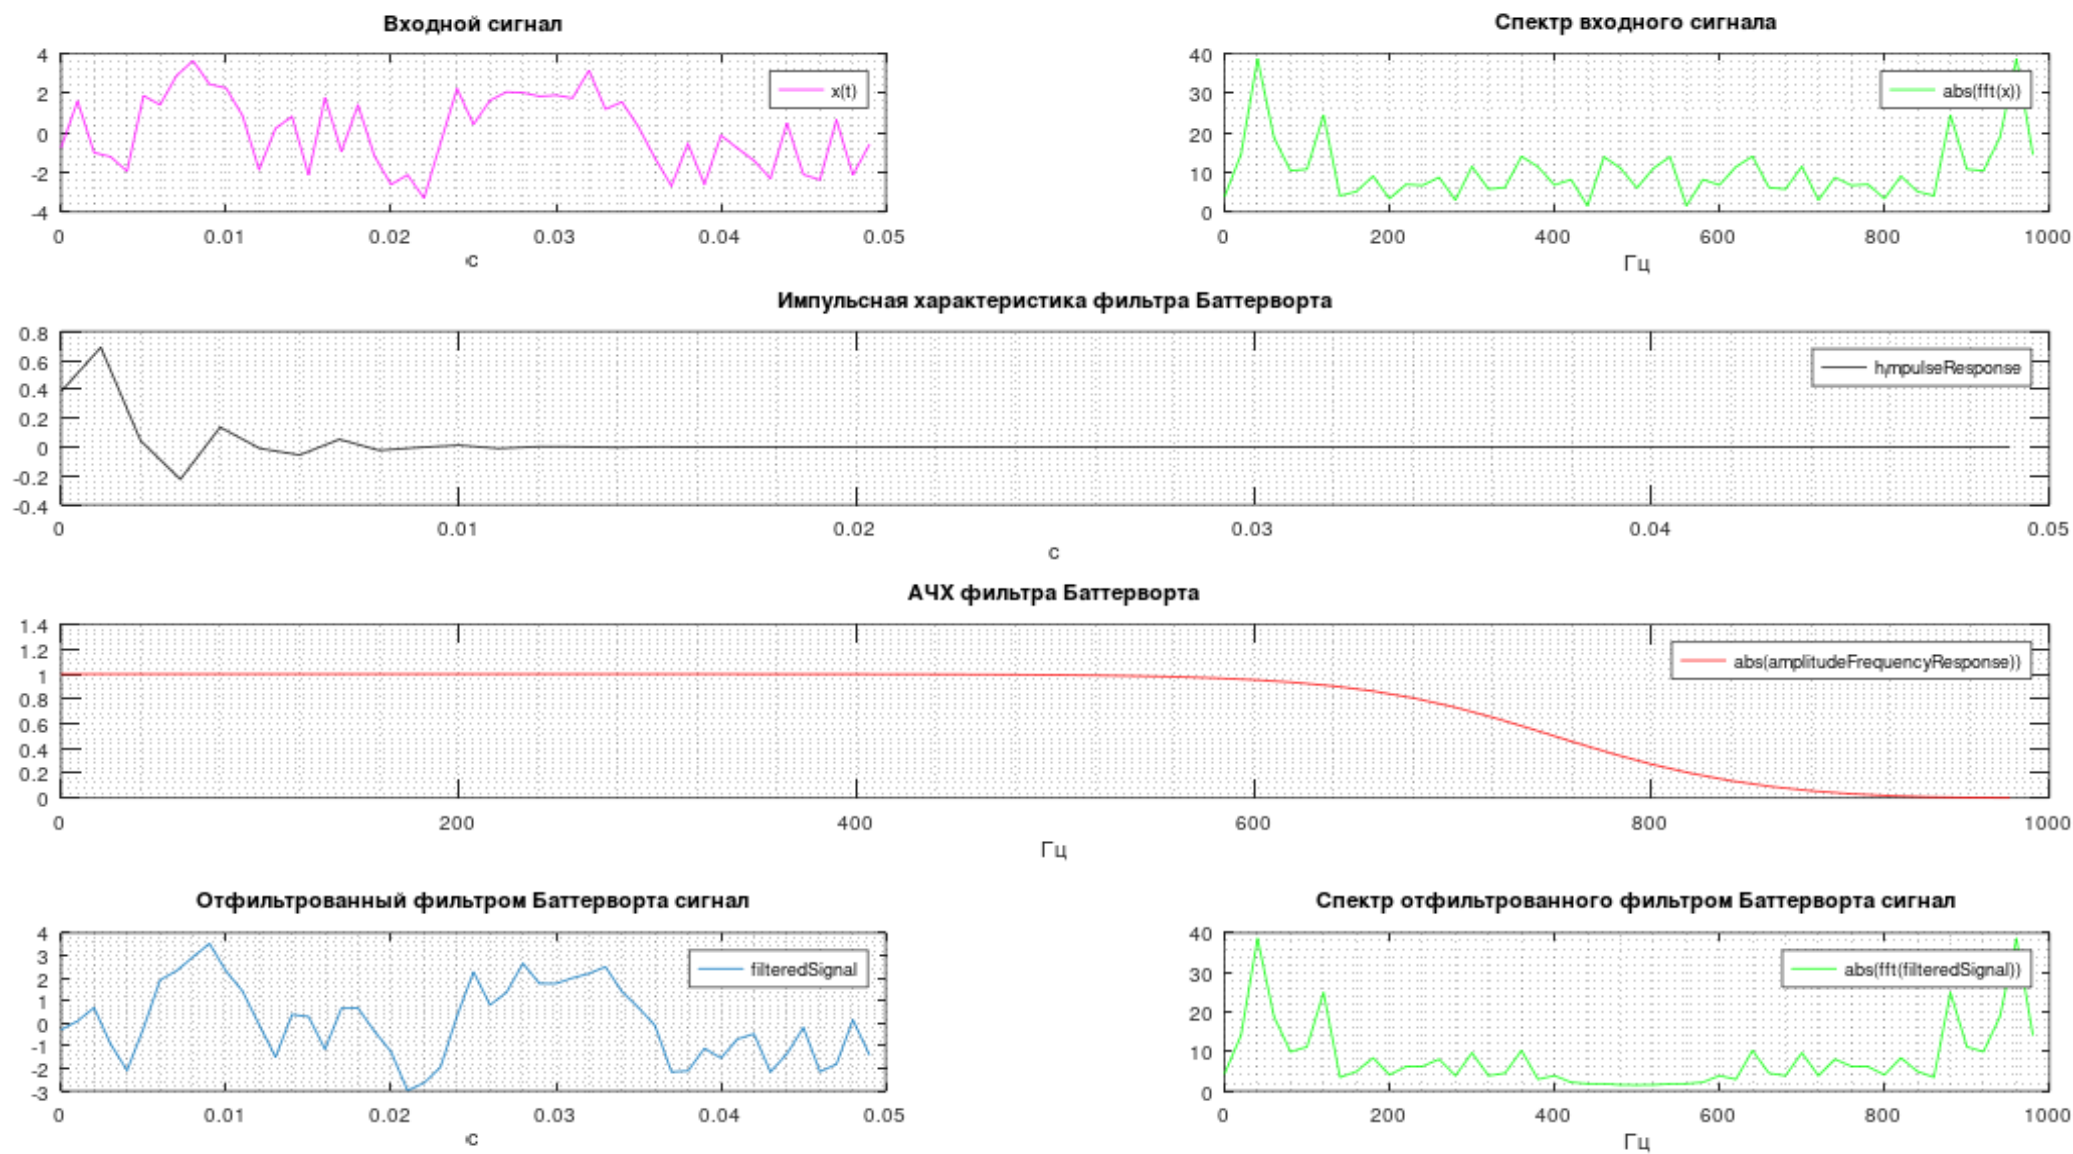 Входной сигнал
Спектр входного сигнала
4
2
0
-2
-4
x(t)
0 0.01 0.02 0.03 0.04 0.05
с
40
30
20
10
0
abs(fft(x))
0 200 400 600 800 1000
Гц
Импульсная характеристика фильтра Баттерворта
0.8
0.6
0.4
0.2
0
-0.2
-0.4
hᵢmpulseResponse
0 0.01 0.02 0.03 0.04 0.05
с
АЧХ фильтра Баттерворта
1.4
1.2
1
0.8
0.6
0.4
0.2
0
abs(amplitudeFrequencyResponse))
0 200 400 600 800 1000
Гц
Отфильтрованный фильтром Баттерворта сигнал
Спектр отфильтрованного фильтром Баттерворта сигнал
4
3
2
1
0
-1
-2
-3
filteredSignal
0 0.01 0.02 0.03 0.04 0.05
с
40
30
20
10
0
abs(fft(filteredSignal))
0 200 400 600 800 1000
Гц